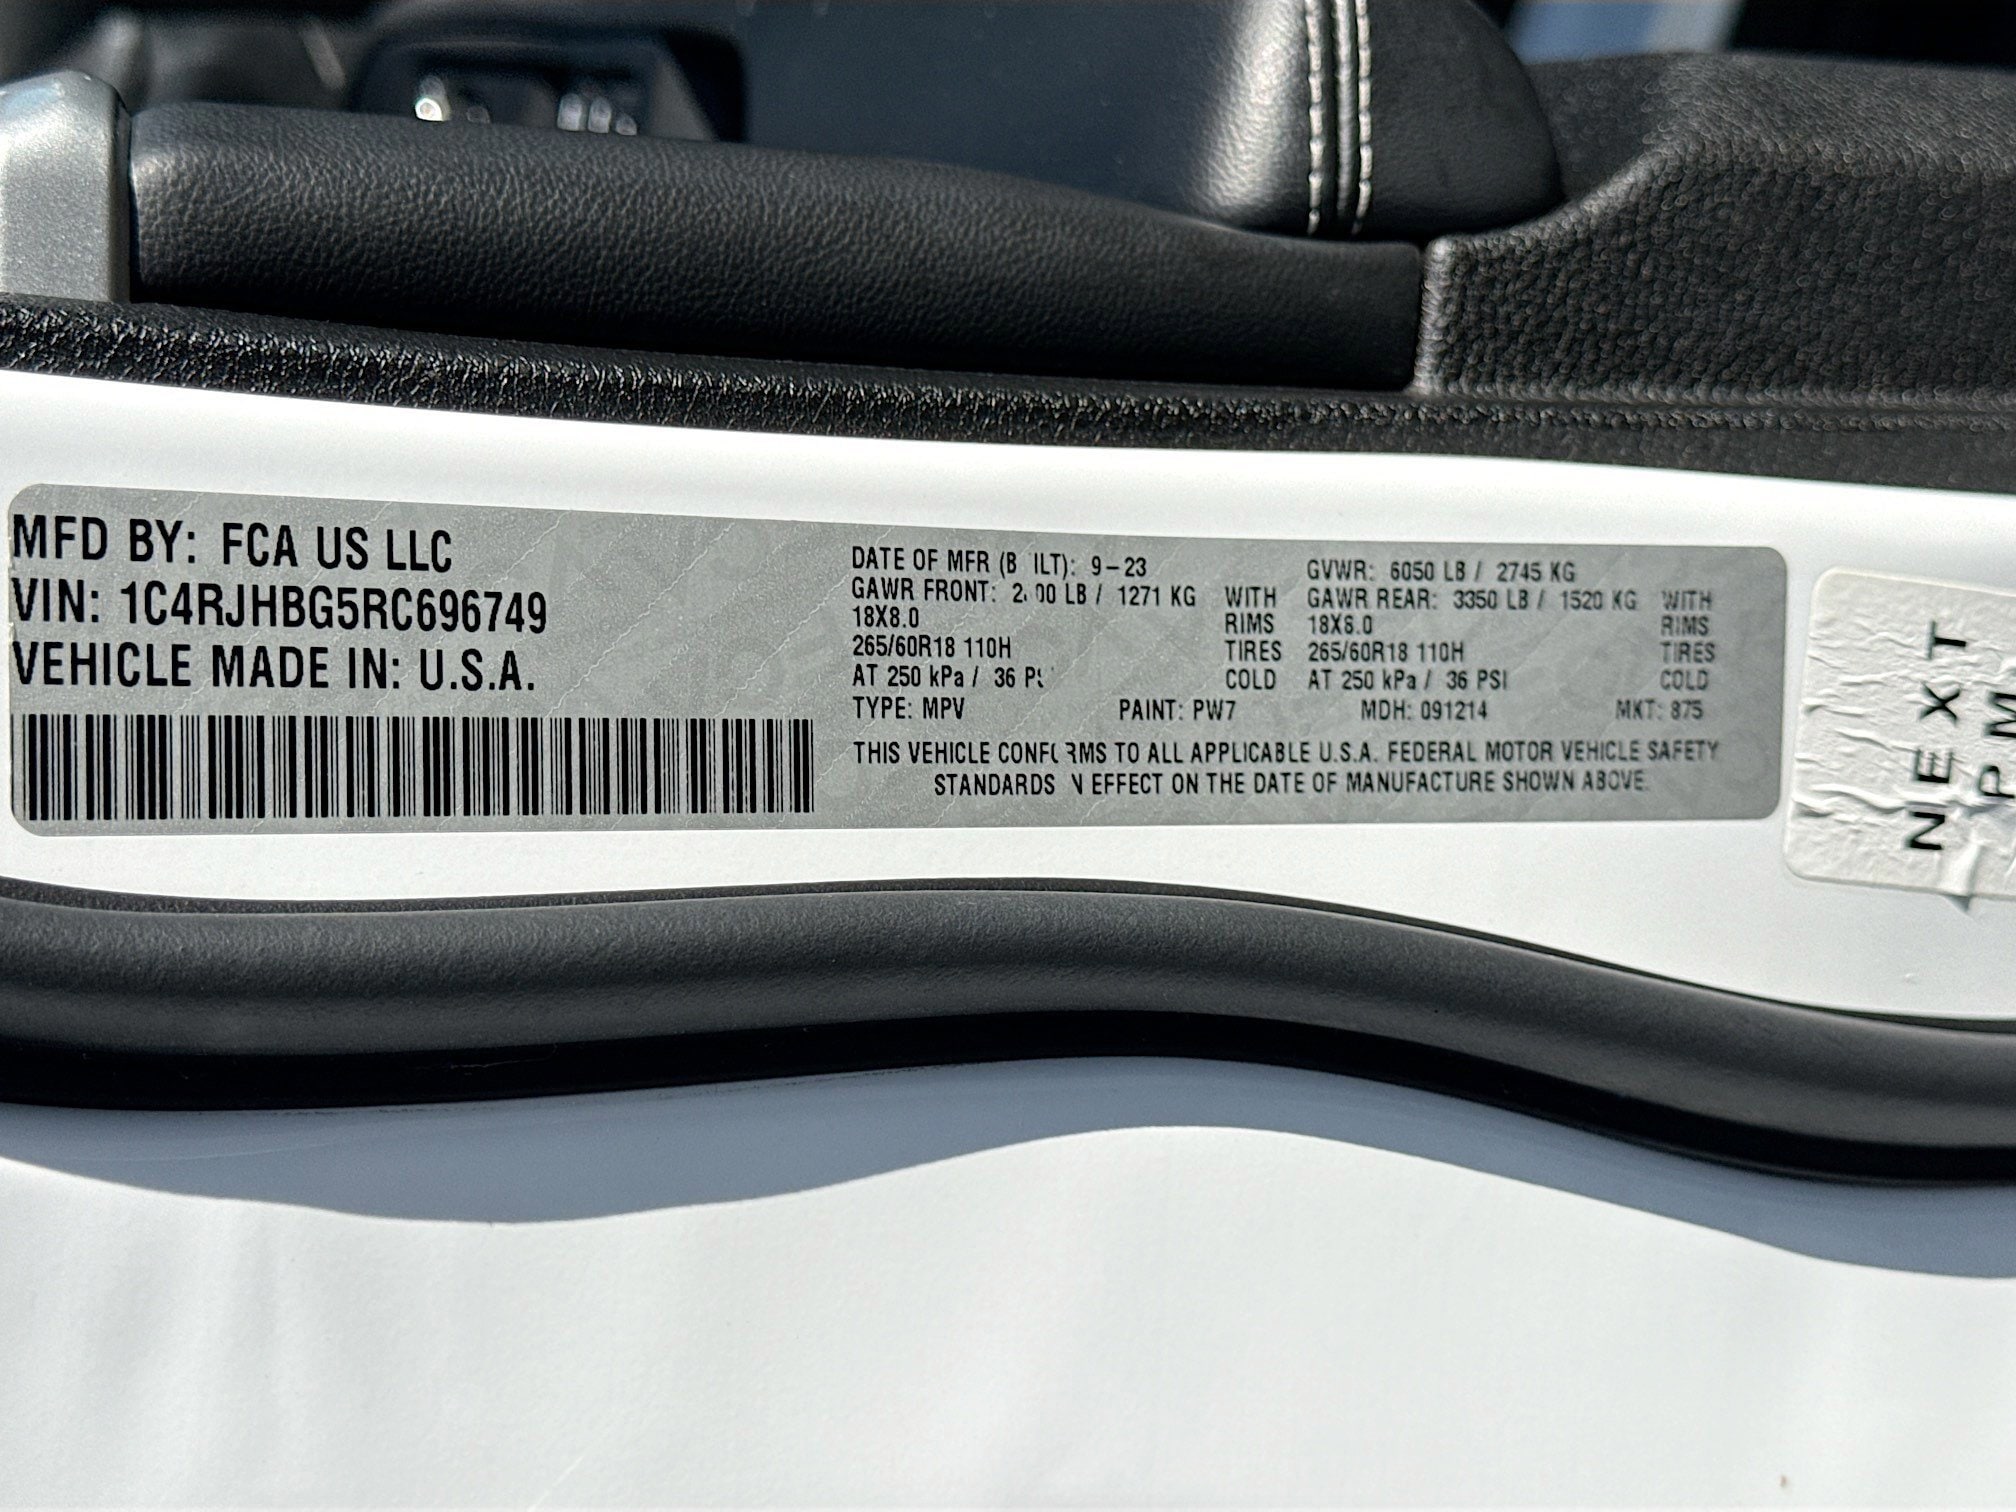 MFD BY: FCA US LLC
VIN: 1C4RJHBG5RC696749
VEHICLE MADE IN: U.S.A.
DATE OF MFR (B ILT): 9-23
GAWR FRONT: LB / 1271 KG WITH
18X8.0 RIMS
265/60R18 110H TIRES
AT 250 kPa / 36 COLD
GVWR: 6050 LB / 2745 KG
GAWR REAR: 3350 LB / 1520 KG WITH
18X8.0 RIMS
265/60R18 110H TIRES
AT 250 kPa / 36 PSI COLD
TYPE: MPV PAINT: PW7 MDH: 091214 MKT: 875
THIS VEHICLE CONFORMS TO ALL APPLICABLE U.S.A. FEDERAL MOTOR VEHICLE SAFETY
STANDARDS IN EFFECT ON THE DATE OF MANUFACTURE SHOWN ABOVE.
NEXT
PM